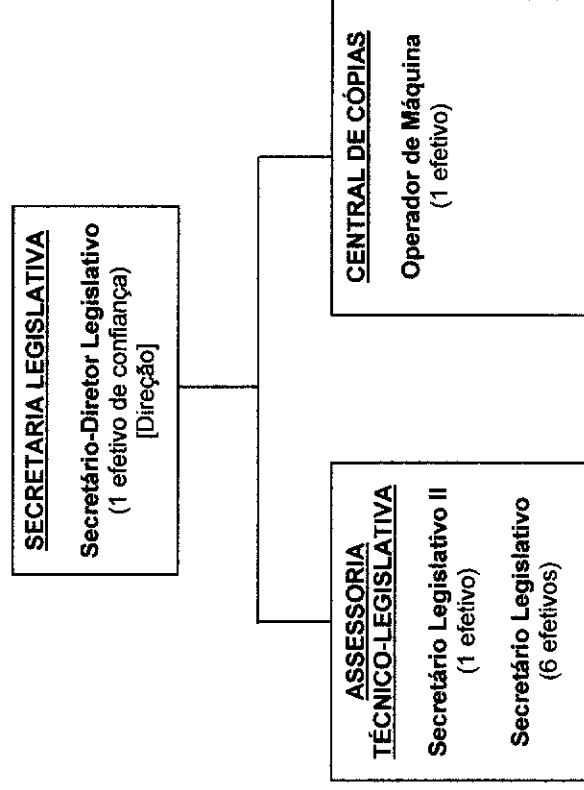 SECRETARIA LEGISLATIVA
Secretário-Diretor Legislativo
(1 efetivo de confiança)
[Direção]
ASSESSORIA
TÉCNICO-LEGISLATIVA
Secretário Legislativo II
(1 efetivo)
Secretário Legislativo
(6 efetivos)
CENTRAL DE CÓPIAS
Operador de Máquina
(1 efetivo)